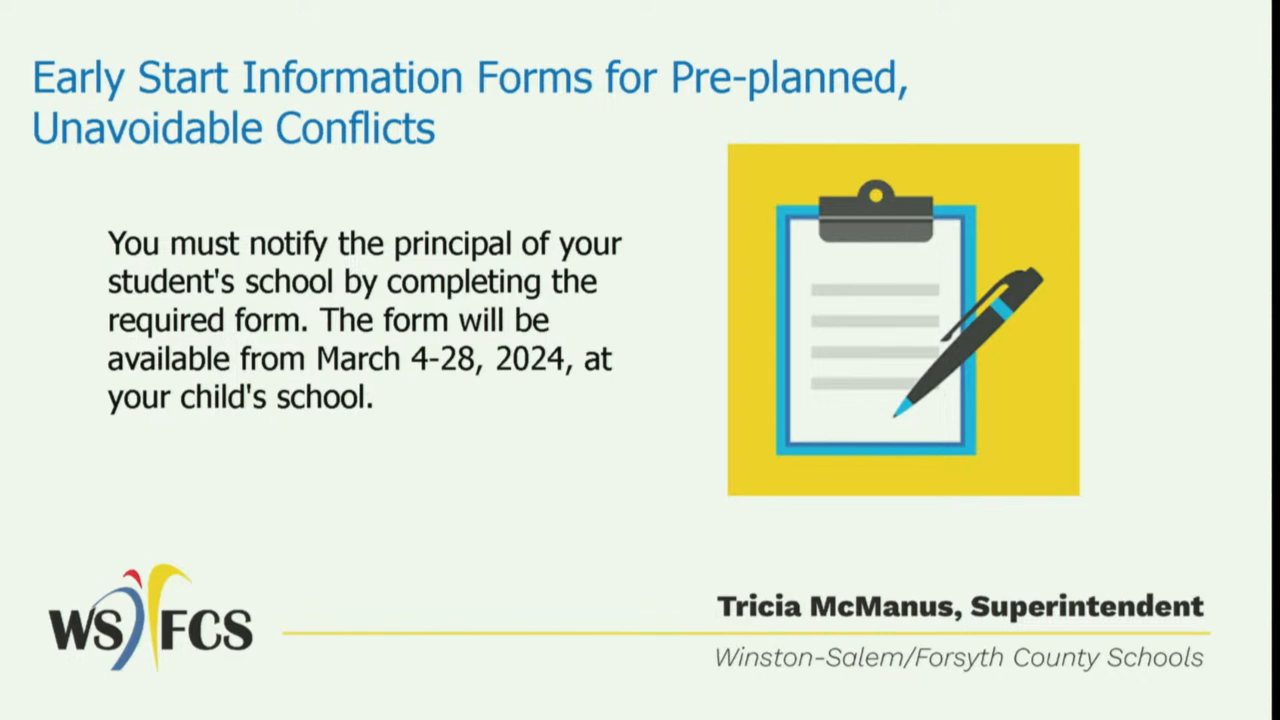 Early Start Information Forms for Pre-planned,
Unavoidable Conflicts
You must notify the principal of your
student's school by completing the
required form. The form will be
available from March 4-28, 2024, at
your child's school.
WS/FCS
Tricia McManus, Superintendent
Winston-Salem/Forsyth County Schools